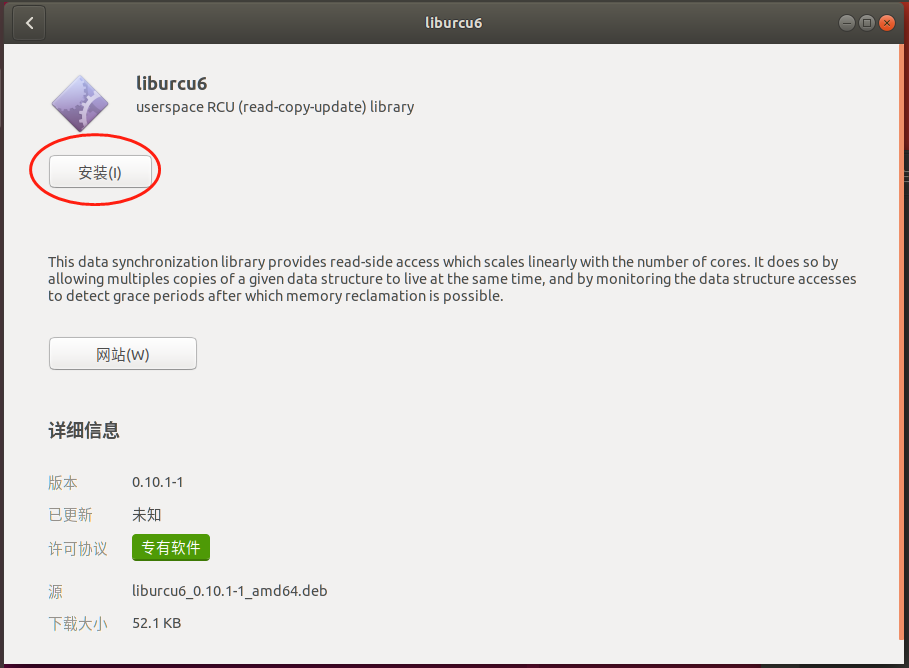 liburcu6
liburcu6
userspace RCU (read-copy-update) library
安装(I)
This data synchronization library provides read-side access which scales linearly with the number of cores. It does so by
allowing multiples copies of a given data structure to live at the same time, and by monitoring the data structure accesses
to detect grace periods after which memory reclamation is possible.
网站(W)
详细信息
版本 0.10.1-1
已更新 未知
许可协议 专有软件
源 liburcu6_0.10.1-1_amd64.deb
下载大小 52.1 KB